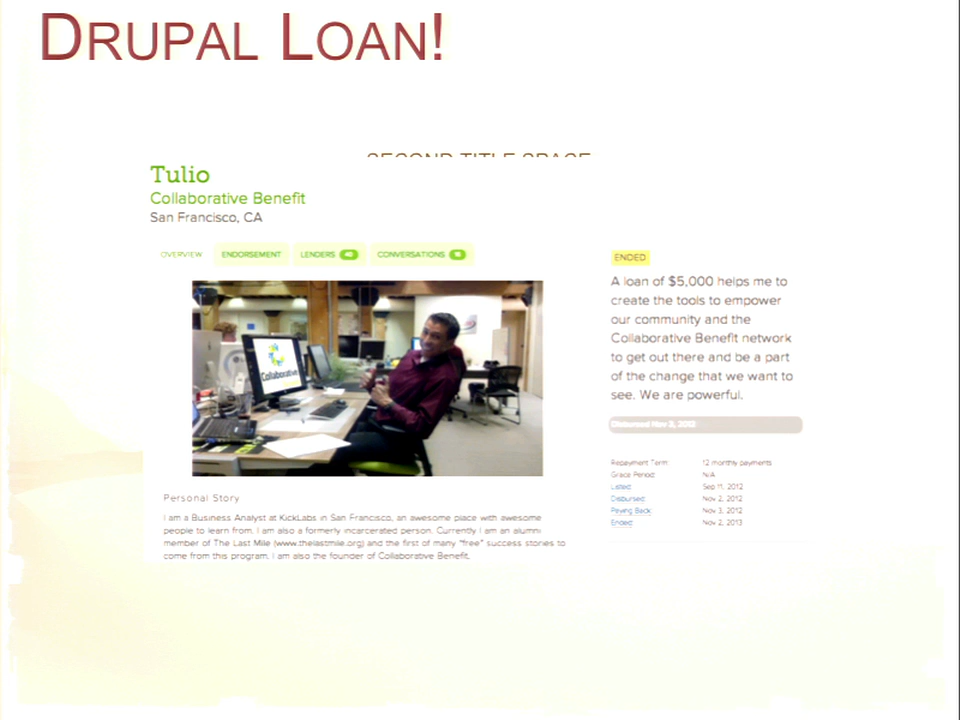 DRUPAL LOAN!
SECOND TITLE SPACE
Tulio
Collaborative Benefit
San Francisco, CA
OVERVIEW ENDORSEMENT LENDERS CONVERSATIONS
Collaborative
Personal Story
I am a Business Analyst at KickLabs in San Francisco, an awesome place with awesome
people to learn from. I am also a formerly incarcerated person. Currently I am an alumni
member of The Last Mile (www.thelastmile.org) and the first of many "free" success stories to
come from this program. I am also the founder of Collaborative Benefit.
ENDED
A loan of $5,000 helps me to
create the tools to empower
our community and the
Collaborative Benefit network
to get out there and be a part
of the change that we want to
see. We are powerful.
Disbursed Nov 3, 2012
Repayment Term: 12 monthly payments
Grace Period: N/A
Listed: Sep 11, 2012
Disbursed: Nov 2, 2012
Paying Back: Nov 3, 2012
Ended: Nov 2, 2013